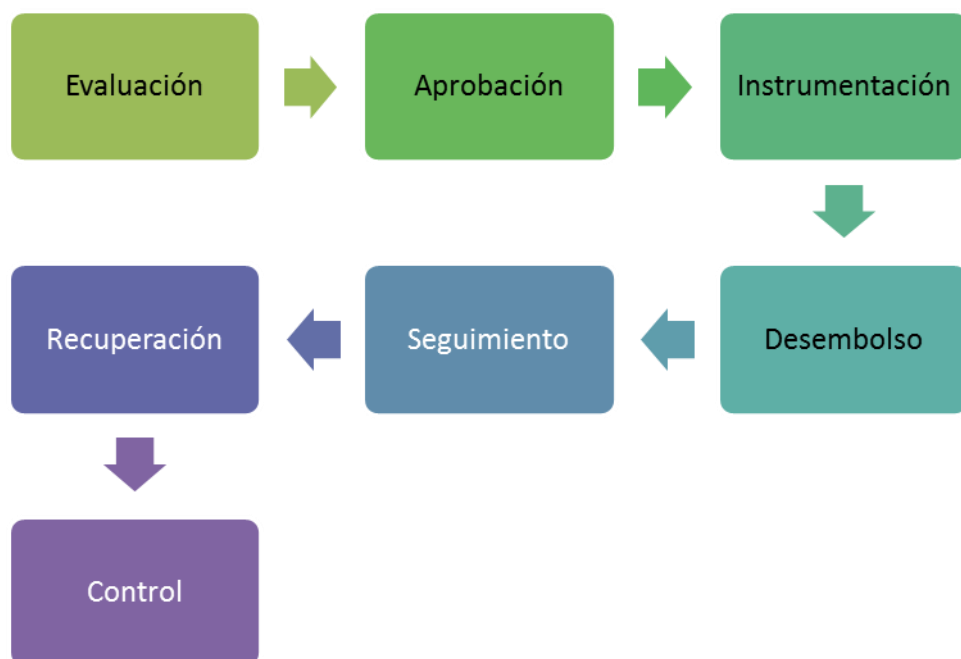 Evaluación
Aprobación
Instrumentación
Desembolso
Seguimiento
Recuperación
Control